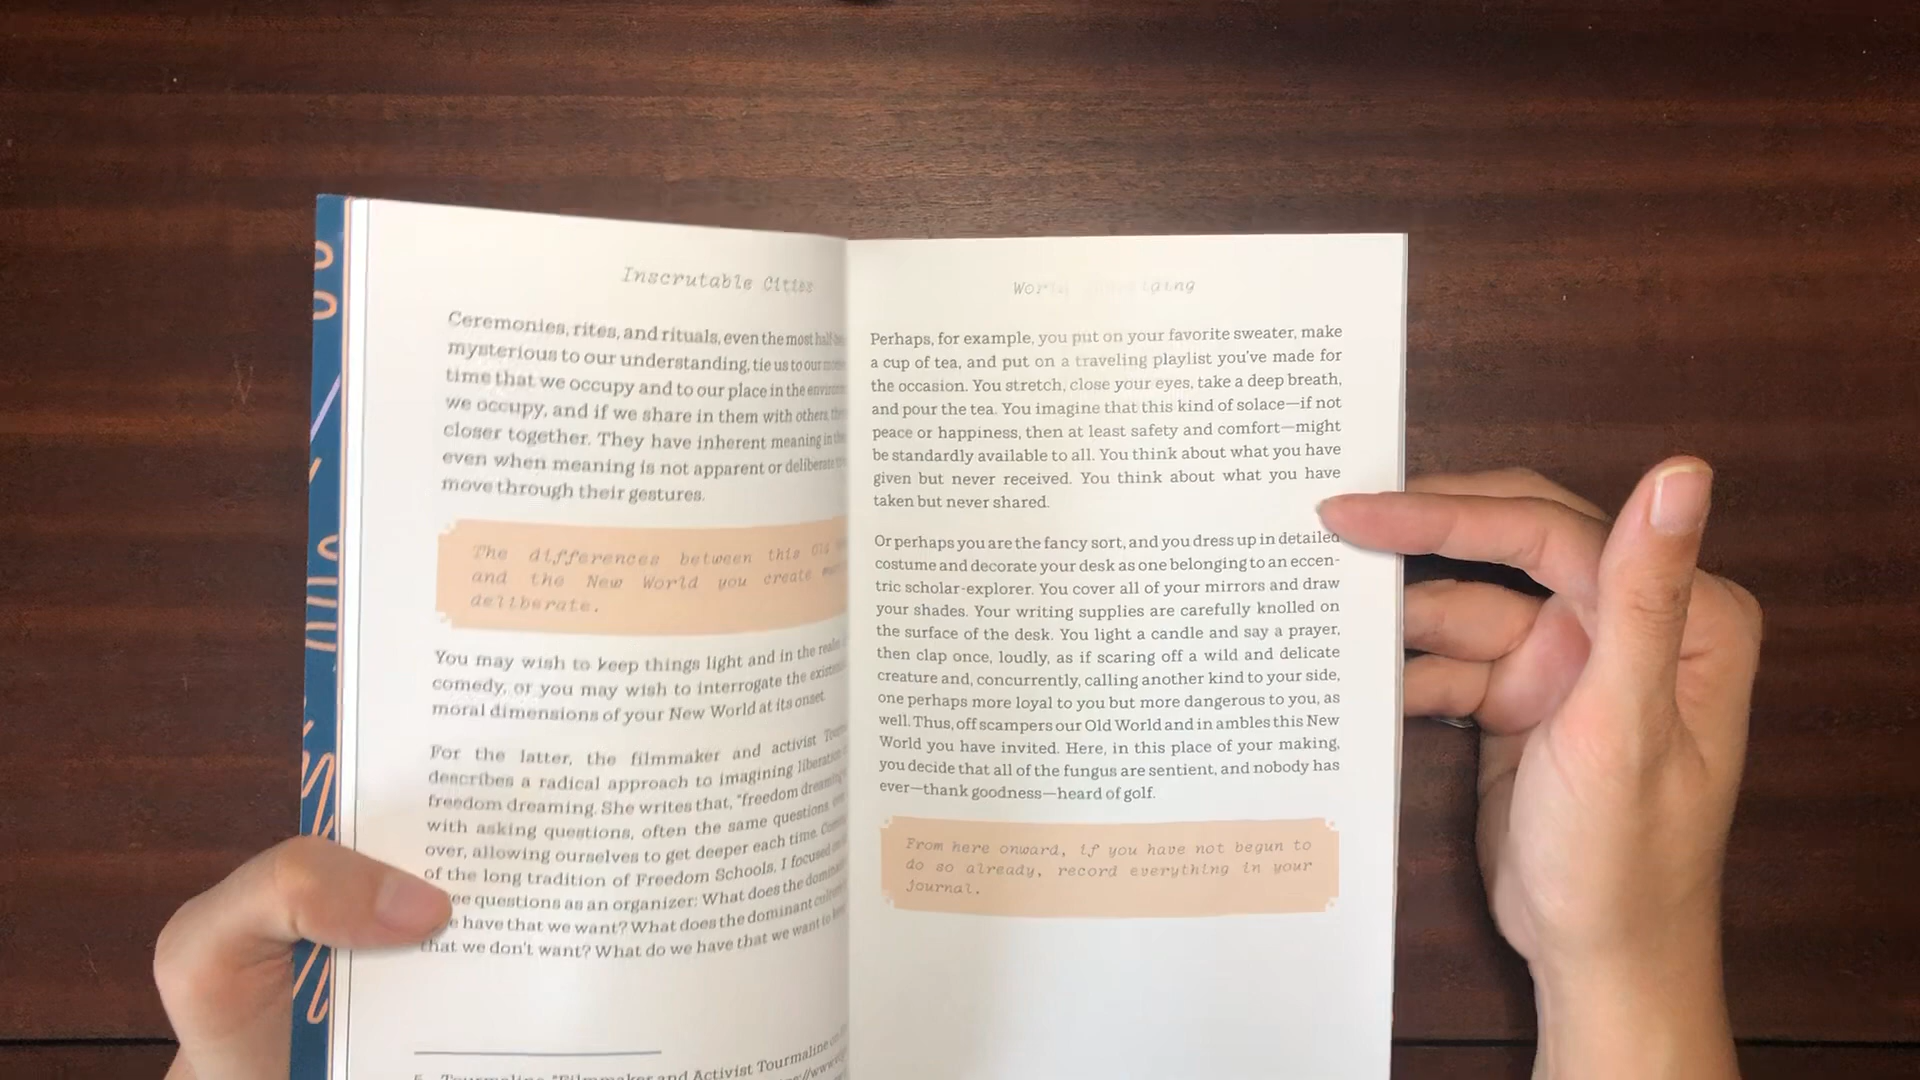 Inscrutable Cities
Ceremonies, rites, and rituals, even the most
mysterious to our understanding, tie us to our
time that we occupy and to our place in the
we occupy, and if we share in them with others
closer together. They have inherent meaning in
even when meaning is not apparent or deliberate
move through their gestures.
The differences between this Old
and the New World you create
deliberate.
You may wish to keep things light and in the
comedy, or you may wish to interrogate the
moral dimensions of your New World at its onset.
For the latter, the filmmaker and activist
describes a radical approach to imagining liberation
freedom dreaming. She writes that, "freedom dreaming
with asking questions, often the same questions
over, allowing ourselves to get deeper each time.
of the long tradition of Freedom Schools, I focused
questions as an organizer: What does the
have that we want? What does the dominant
that we don't want? What do we have that we want to
Tourmaline, "Filmmaker and Activist Tourmaline
Perhaps, for example, you put on your favorite sweater, make
a cup of tea, and put on a traveling playlist you've made for
the occasion. You stretch, close your eyes, take a deep breath,
and pour the tea. You imagine that this kind of solace—if not
peace or happiness, then at least safety and comfort—might
be standardly available to all. You think about what you have
given but never received. You think about what you have
taken but never shared.
Or perhaps you are the fancy sort, and you dress up in detailed
costume and decorate your desk as one belonging to an eccen-
tric scholar-explorer. You cover all of your mirrors and draw
your shades. Your writing supplies are carefully knolled on
the surface of the desk. You light a candle and say a prayer,
then clap once, loudly, as if scaring off a wild and delicate
creature and, concurrently, calling another kind to your side,
one perhaps more loyal to you but more dangerous to you, as
well. Thus, off scampers our Old World and in ambles this New
World you have invited. Here, in this place of your making,
you decide that all of the fungus are sentient, and nobody has
ever—thank goodness—heard of golf.
From here onward, if you have not begun to
do so already, record everything in your
journal.